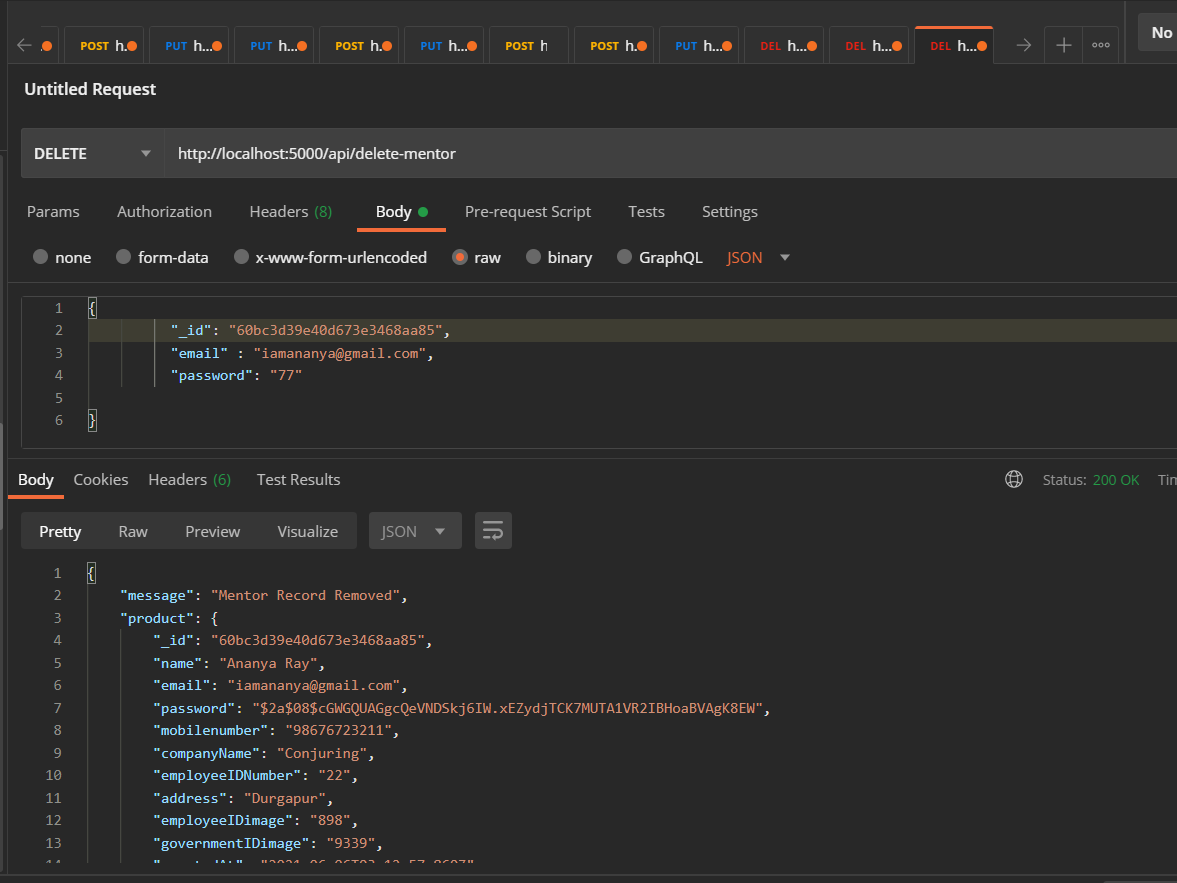 POST h. PUT h... PUT h... POST h. PUT h... POST h POST h. PUT h... DEL h... DEL h... DEL h... No
Untitled Request
DELETE http://localhost:5000/api/delete-mentor
Params Authorization Headers (8) Body Pre-request Script Tests Settings
none form-data x-www-form-urlencoded raw binary GraphQL JSON
1 {
2 "_id": "60bc3d39e40d673e3468aa85",
3 "email" : "iamananya@gmail.com",
4 "password": "77"
5
6 }
Body Cookies Headers (6) Test Results Status: 200 OK Tim
Pretty Raw Preview Visualize JSON
1 {
2 "message": "Mentor Record Removed",
3 "product": {
4 "_id": "60bc3d39e40d673e3468aa85",
5 "name": "Ananya Ray",
6 "email": "iamananya@gmail.com",
7 "password": "$2a$08$cGWGQUAGgcQeVNDSkj6IW.xEZydjTCK7MUTA1VR2IBHoaBVAgK8EW",
8 "mobilenumber": "98676723211",
9 "companyName": "Conjuring",
10 "employeeIDNumber": "22",
11 "address": "Durgapur",
12 "employeeIDimage": "898",
13 "governmentIDimage": "9339",
14